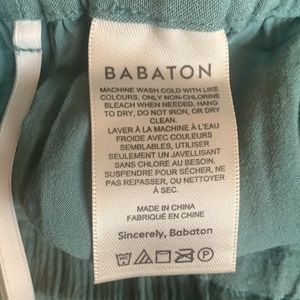 BABATON
MACHINE WASH COLD WITH LIKE
COLOURS, ONLY NON-CHLORINE
BLEACH WHEN NEEDED, HANG
TO DRY, DO NOT IRON, OR DRY
CLEAN.
LAVER À LA MACHINE À L'EAU
FROIDE AVEC COULEURS
SEMBLABLES, UTILISER
SEULEMENT UN JAVELLISANT
SANS CHLORE AU BESOIN,
SUSPENDRE POUR SÉCHER, NE
PAS REPASSER, OU NETTOYER
À SEC.
MADE IN CHINA
FABRIQUÉ EN CHINE
Sincerely, Babaton